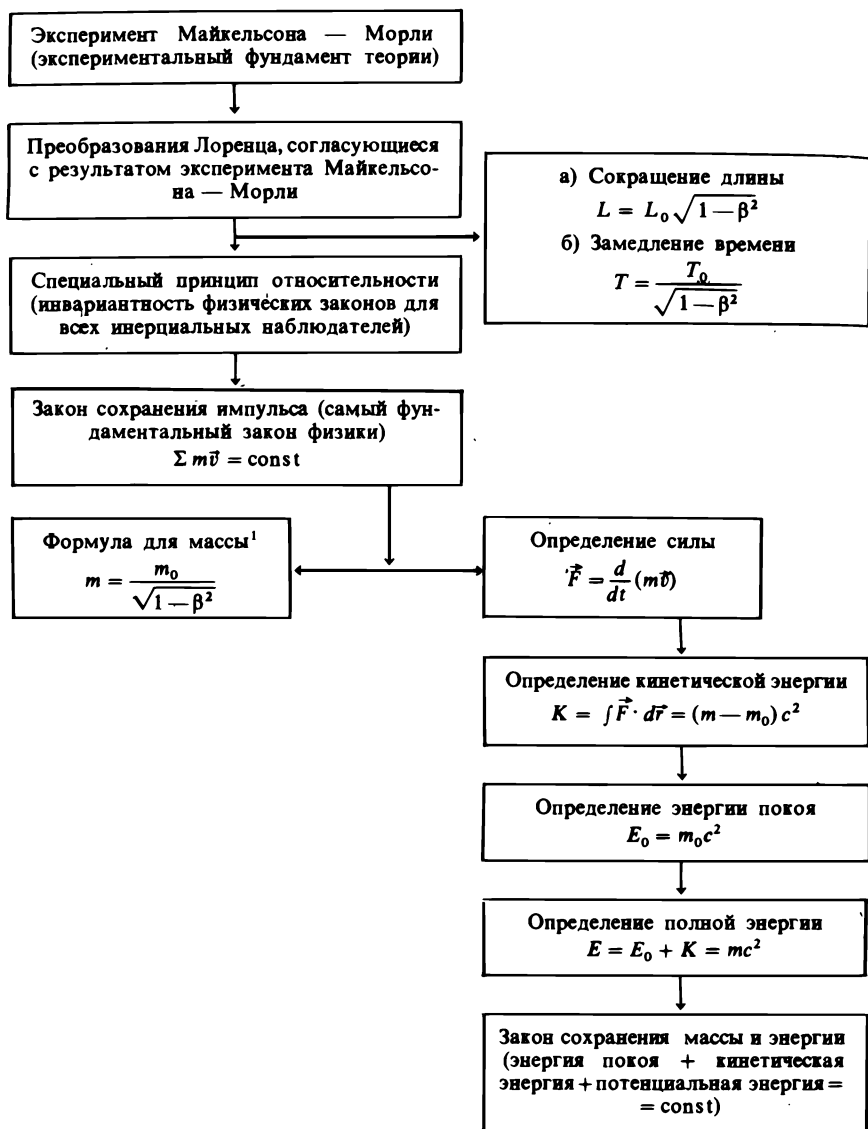 Эксперимент Майкельсона — Морли
(экспериментальный фундамент теории)
Преобразования Лоренца, согласующиеся
с результатом эксперимента Майкельсо-
на — Морли
а) Сокращение длины
L = L₀√(1 − β²)
б) Замедление времени
T = T₀/√(1 − β²)
Специальный принцип относительности
(инвариантность физических законов для
всех инерциальных наблюдателей)
Закон сохранения импульса (самый фун-
даментальный закон физики)
Σ mv⃗ = const
Формула для массы¹
m = m₀/√(1 − β²)
Определение силы
F⃗ = d/dt (mv⃗)
Определение кинетической энергии
K = ∫F⃗ · dr⃗ = (m — m₀) c²
Определение энергии покоя
E₀ = m₀c²
Определение полной энергии
E = E₀ + K = mc²
Закон сохранения массы и энергии
(энергия покоя + кинетическая
энергия + потенциальная энергия =
= const)